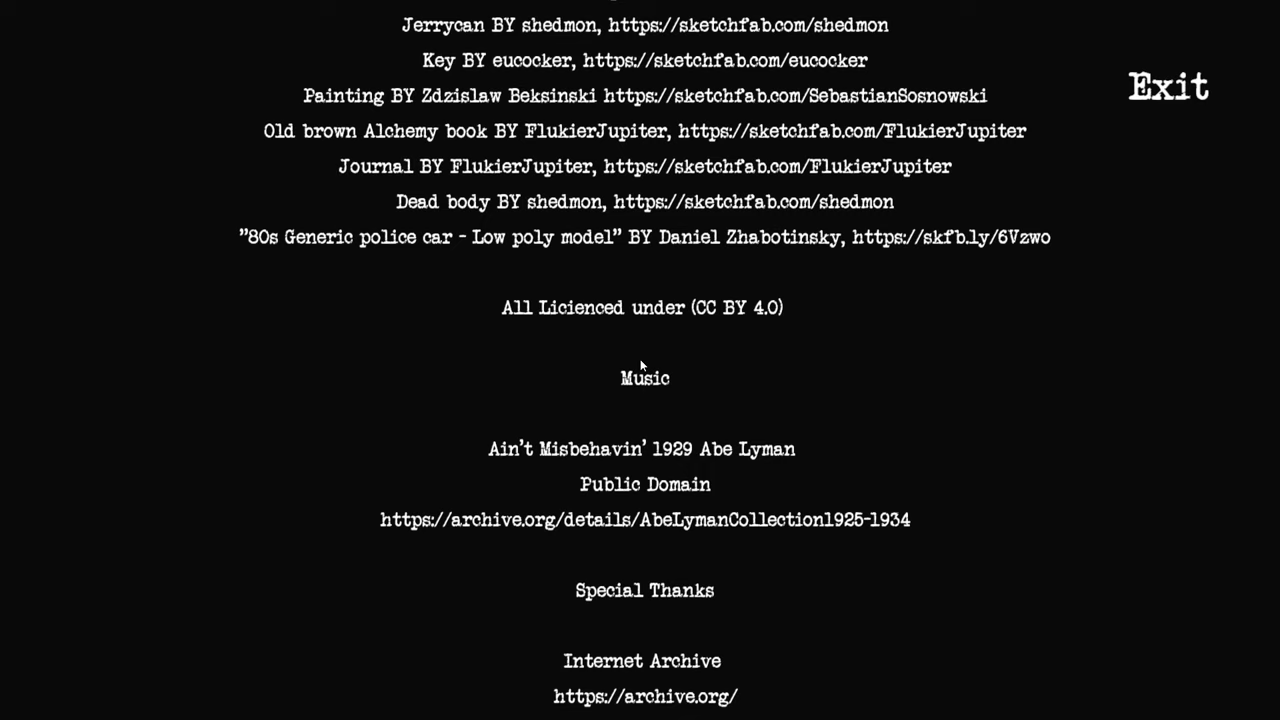 Jerrycan BY shedmon, https://sketchfab.com/shedmon
Key BY eucocker, https://sketchfab.com/eucocker
Exit
Painting BY Zdzislaw Beksinski https://sketchfab.com/SebastianSosnowski
Old brown Alchemy book BY FlukierJupiter, https://sketchfab.com/FlukierJupiter
Journal BY FlukierJupiter, https://sketchfab.com/FlukierJupiter
Dead body BY shedmon, https://sketchfab.com/shedmon
"80s Generic police car - Low poly model" BY Daniel Zhabotinsky, https://skfb.ly/6Vzwo
All Licienced under (CC BY 4.0)
Music
Ain't Misbehavin' 1929 Abe Lyman
Public Domain
https://archive.org/details/AbeLymanCollection1925-1934
Special Thanks
Internet Archive
https://archive.org/